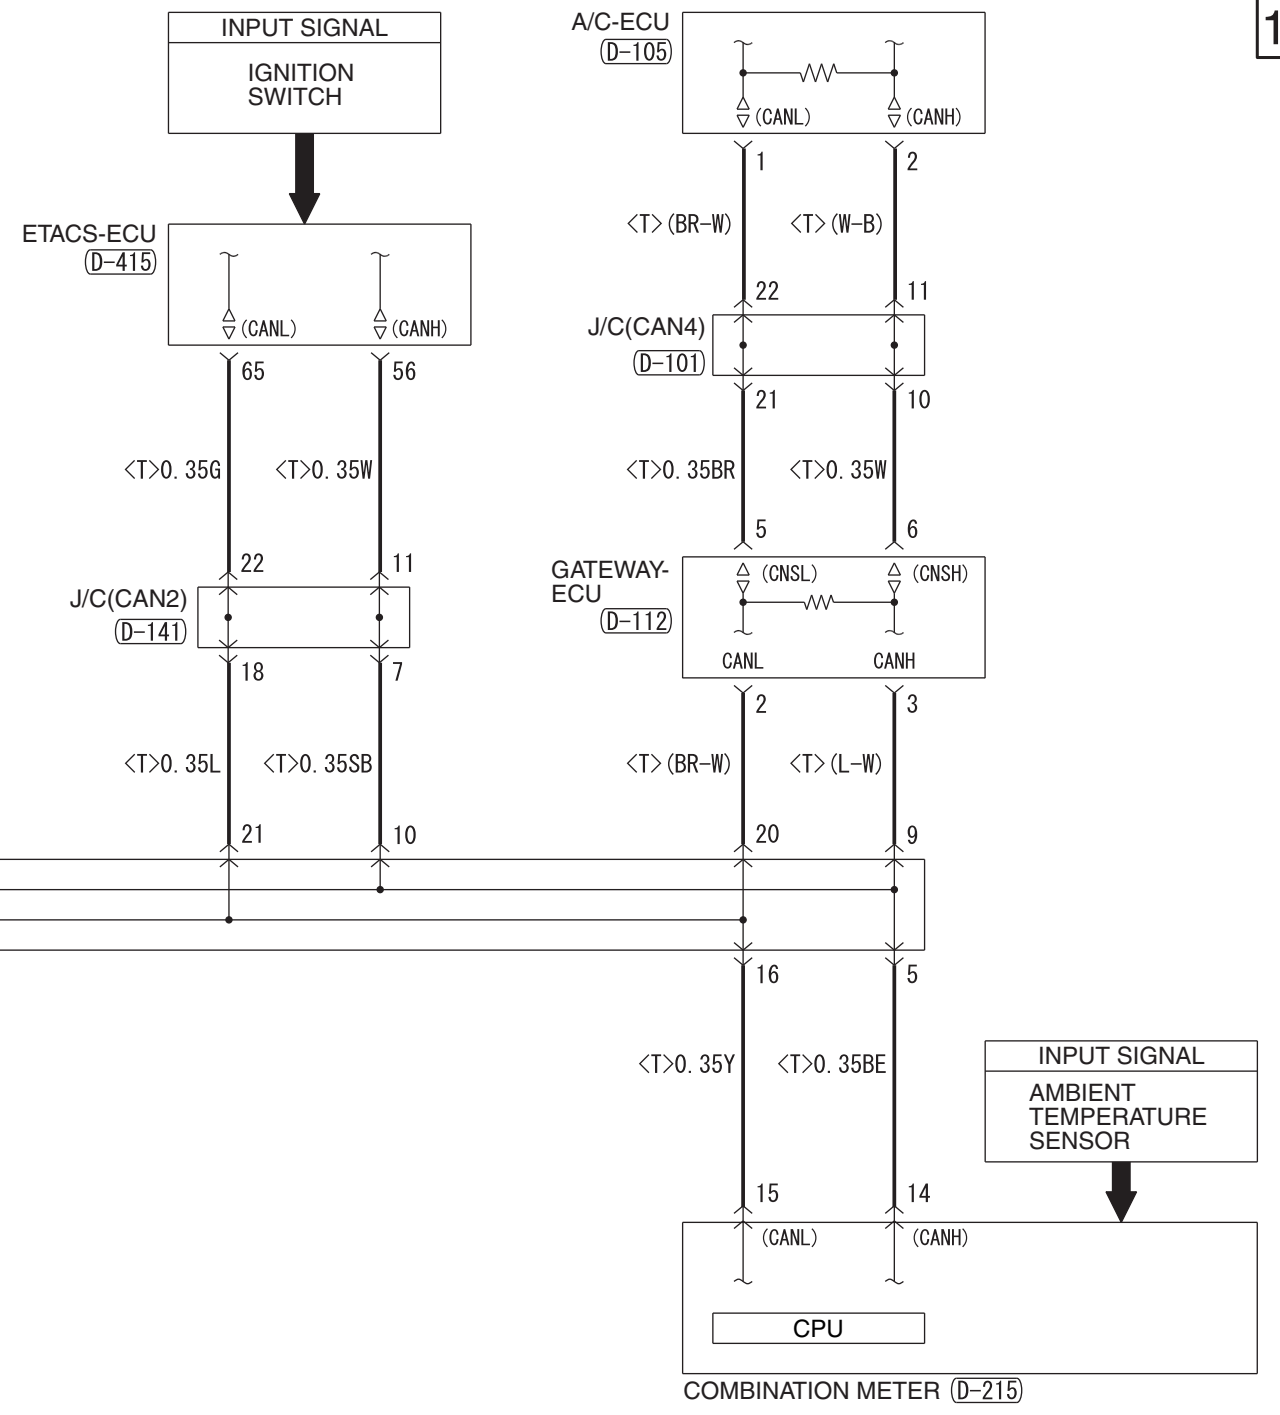 1
INPUT SIGNAL
IGNITION
SWITCH
A/C-ECU
(D-105)
(CANL)
(CANH)
1
2
<T>(BR-W)
<T>(W-B)
ETACS-ECU
(D-415)
(CANL)
(CANH)
65
56
22
11
J/C(CAN4)
(D-101)
21
10
<T>0.35G
<T>0.35W
<T>0.35BR
<T>0.35W
5
6
22
11
J/C(CAN2)
(D-141)
18
7
GATEWAY-
ECU
(D-112)
(CNSL)
(CNSH)
CANL
CANH
2
3
<T>0.35L
<T>0.35SB
<T>(BR-W)
<T>(L-W)
21
10
20
9
16
5
<T>0.35Y
<T>0.35BE
INPUT SIGNAL
AMBIENT
TEMPERATURE
SENSOR
15
14
(CANL)
(CANH)
CPU
COMBINATION METER (D-215)